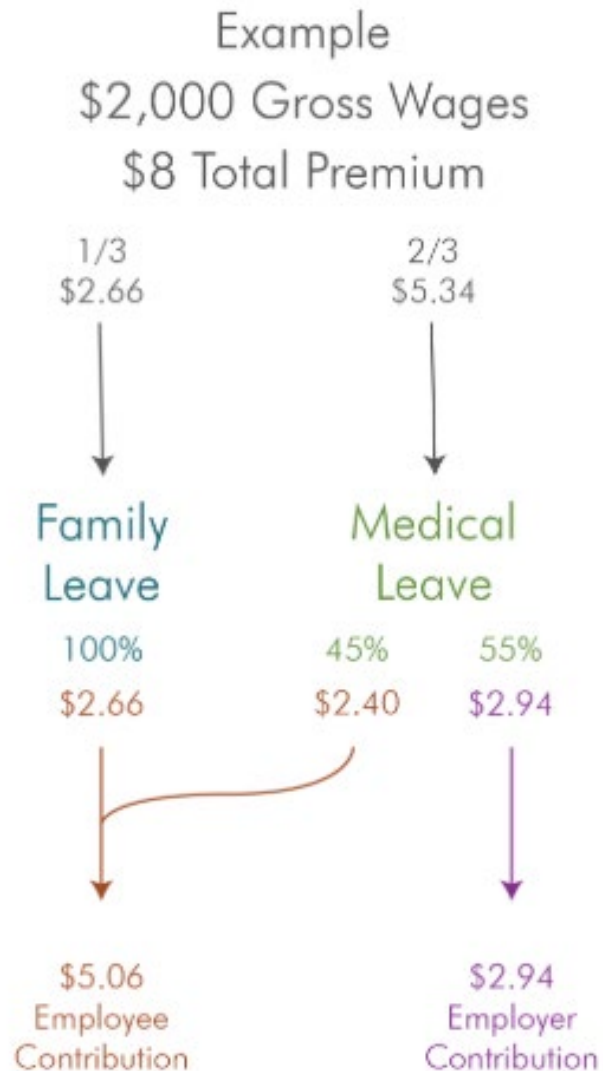 Example
$2,000 Gross Wages
$8 Total Premium
1/3
$2.66
2/3
$5.34
Family
Leave
Medical
Leave
100%
45%
55%
$2.66
$2.40
$2.94
$5.06
Employee
Contribution
$2.94
Employer
Contribution